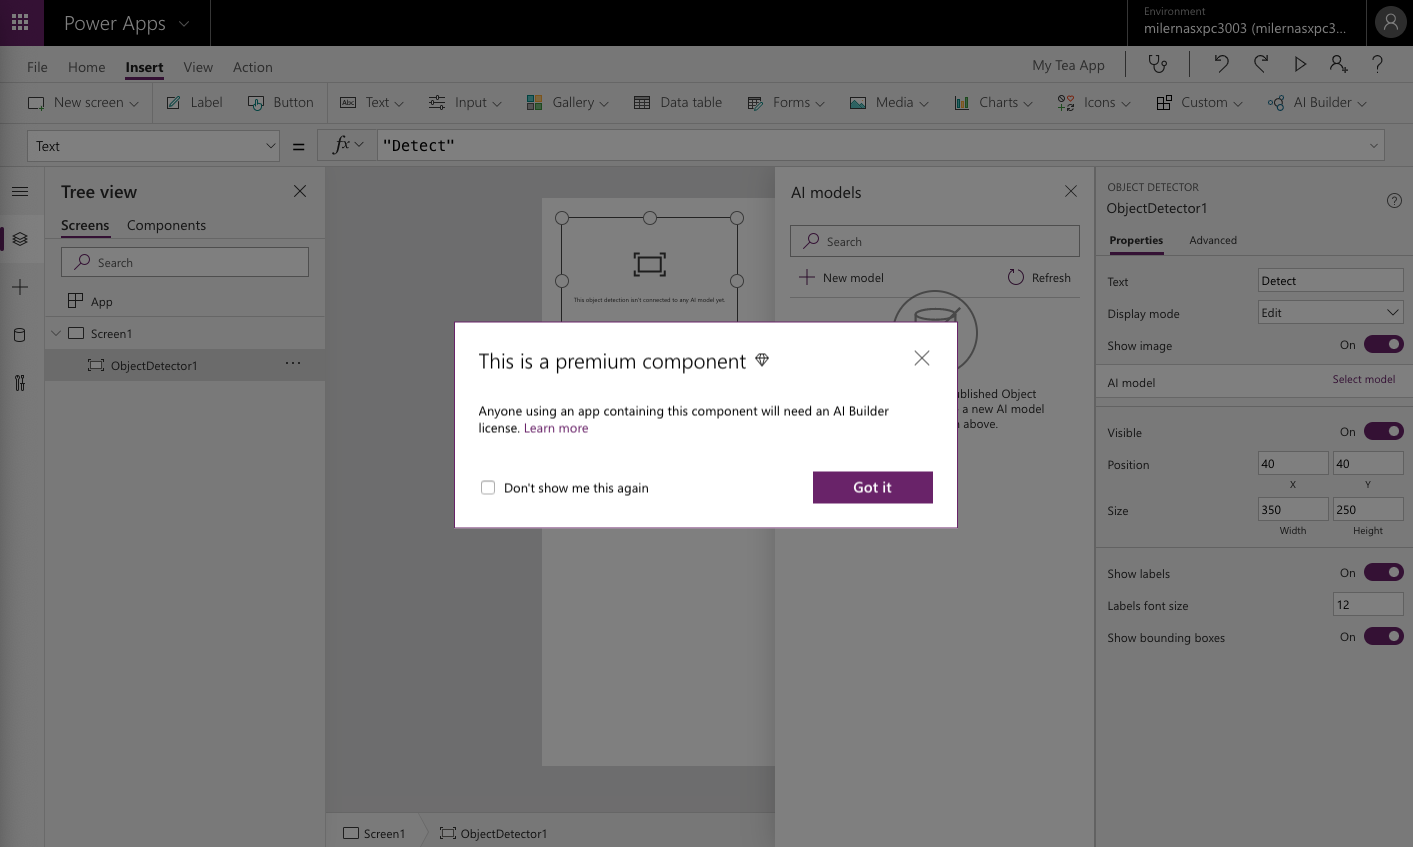 Power Apps
Environment
milernasxpc3003 (milernasxpc3...
File Home Insert View Action
My Tea App
New screen Label Button Text Input Gallery Data table Forms Media Charts Icons Custom AI Builder
Text = fx "Detect"
Tree view
Screens Components
Search
App
Screen1
ObjectDetector1
This object detection isn't connected to any AI model yet.
AI models
Search
New model Refresh
ublished Object
a new AI model
above.
This is a premium component
Anyone using an app containing this component will need an AI Builder
license. Learn more
Don't show me this again
Got it
OBJECT DETECTOR
ObjectDetector1
Properties Advanced
Text Detect
Display mode Edit
Show image On
AI model Select model
Visible On
Position 40 40
X Y
Size 350 250
Width Height
Show labels On
Labels font size 12
Show bounding boxes On
Screen1 ObjectDetector1